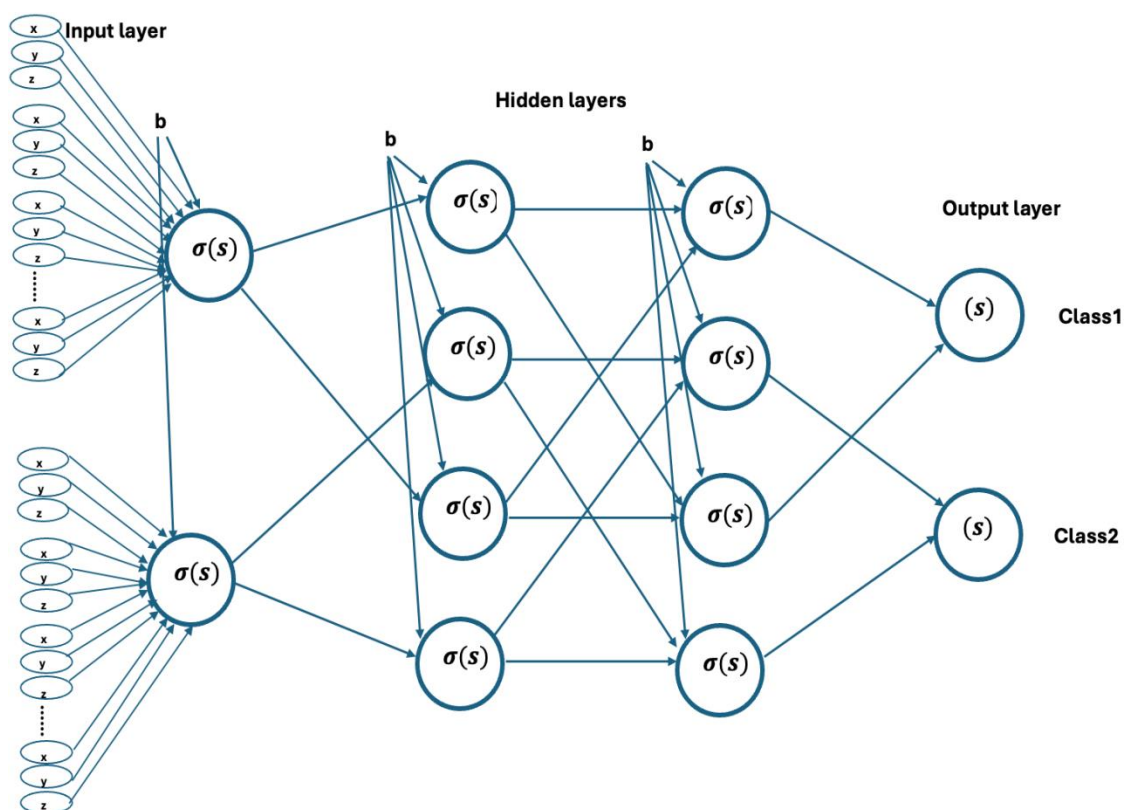 x
Input layer
y
z
x
b
y
z
x
y
z
x
y
z
Hidden layers
b
b
σ(s)
σ(s)
σ(s)
Output layer
σ(s)
σ(s)
(s)
Class1
σ(s)
σ(s)
(s)
Class2
x
y
z
x
y
z
x
y
z
x
y
z
σ(s)
σ(s)
σ(s)